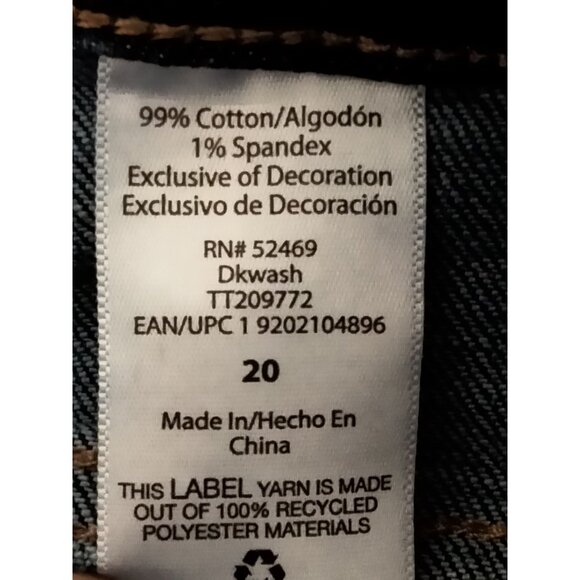 99% Cotton/Algodón
1% Spandex
Exclusive of Decoration
Exclusivo de Decoración
RN# 52469
Dkwash
TT209772
EAN/UPC 1 9202104896
20
Made In/Hecho En
China
THIS LABEL YARN IS MADE
OUT OF 100% RECYCLED
POLYESTER MATERIALS